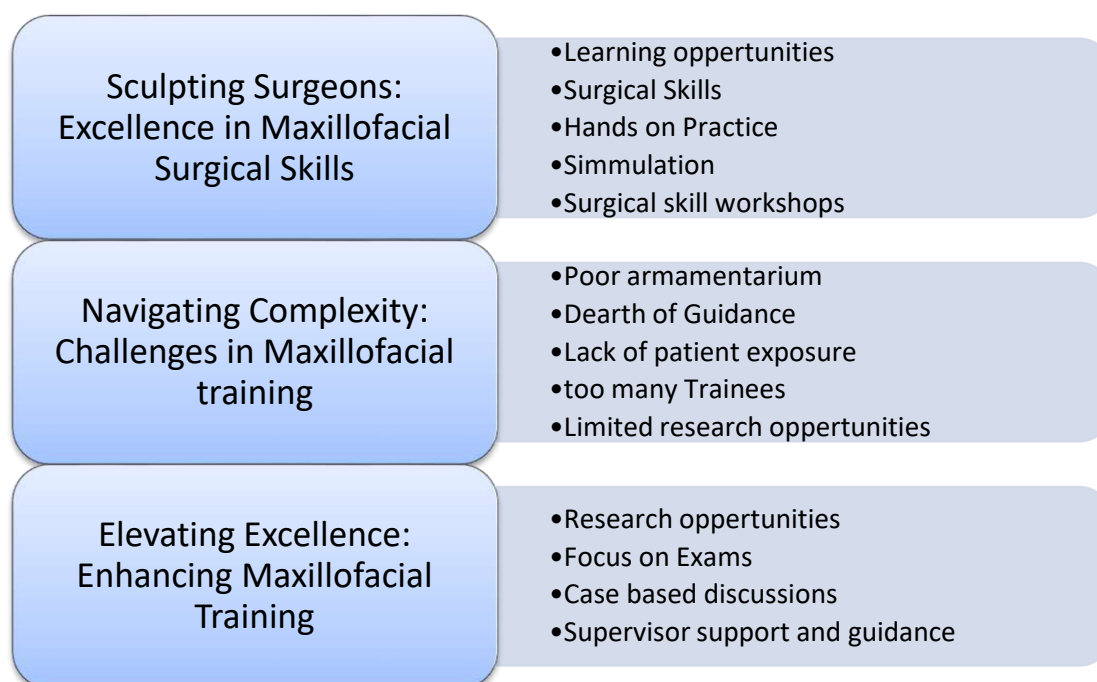 Sculpting Surgeons:
Excellence in Maxillofacial
Surgical Skills
•Learning oppertunities
•Surgical Skills
•Hands on Practice
•Simmulation
•Surgical skill workshops
Navigating Complexity:
Challenges in Maxillofacial
training
•Poor armamentarium
•Dearth of Guidance
•Lack of patient exposure
•too many Trainees
•Limited research oppertunities
Elevating Excellence:
Enhancing Maxillofacial
Training
•Research oppertunities
•Focus on Exams
•Case based discussions
•Supervisor support and guidance